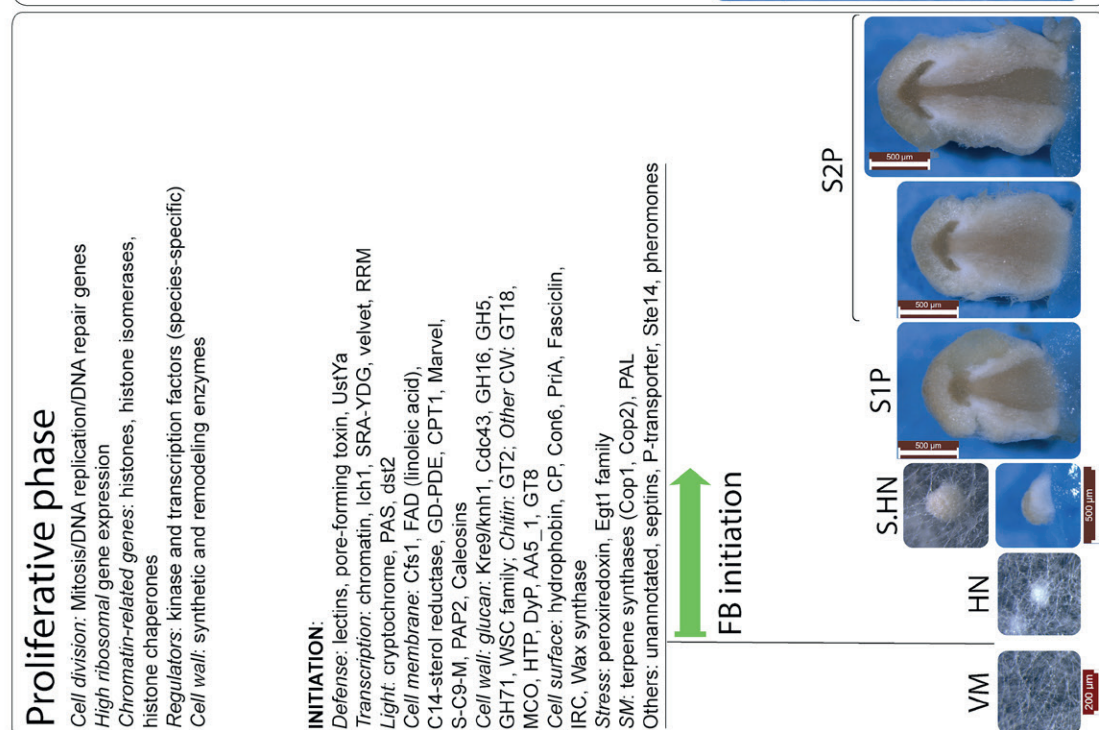 Proliferative phase
Cell division: Mitosis/DNA replication/DNA repair genes
High ribosomal gene expression
Chromatin-related genes: histones, histone isomerases,
histone chaperones
Regulators: kinase and transcription factors (species-specific)
Cell wall: synthetic and remodeling enzymes
INITIATION:
Defense: lectins, pore-forming toxin, UstYa
Transcription: chromatin, Ich1, SRA-YDG, velvet, RRM
Light: cryptochrome, PAS, dst2
Cell membrane: Cfs1, FAD (linoleic acid),
C14-sterol reductase, GD-PDE, CPT1, Marvel,
S-C9-M, PAP2, Caleosins
Cell wall: glucan: Kre9/knh1, Cdc43, GH16, GH5,
GH71, WSC family; Chitin: GT2; Other CW: GT18,
MCO, HTP, DyP, AA5_1, GT8
Cell surface: hydrophobin, CP, Con6, PriA, Fasciclin,
IRC, Wax synthase
Stress: peroxiredoxin, Egt1 family
SM: terpene synthases (Cop1, Cop2), PAL
Others: unannotated, septins, P-transporter, Ste14, pheromones
FB initiation
VM
HN
S.HN
S1P
S2P
200 µm
500 µm
500 µm
500 µm
500 µm